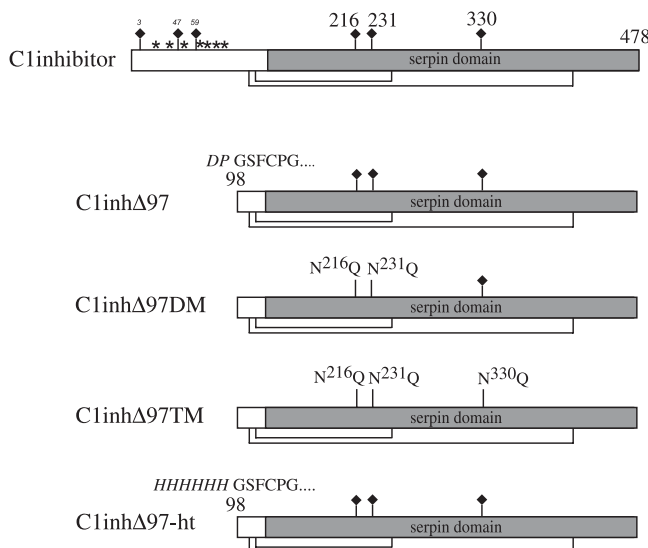 3 47 59 216 231 330 478
* * * *****
C1inhibitor serpin domain
DP GSFCPG....
98
C1inhΔ97 serpin domain
N216Q N231Q
C1inhΔ97DM serpin domain
N216Q N231Q N330Q
C1inhΔ97TM serpin domain
HHHHHH GSFCPG....
98
C1inhΔ97-ht serpin domain